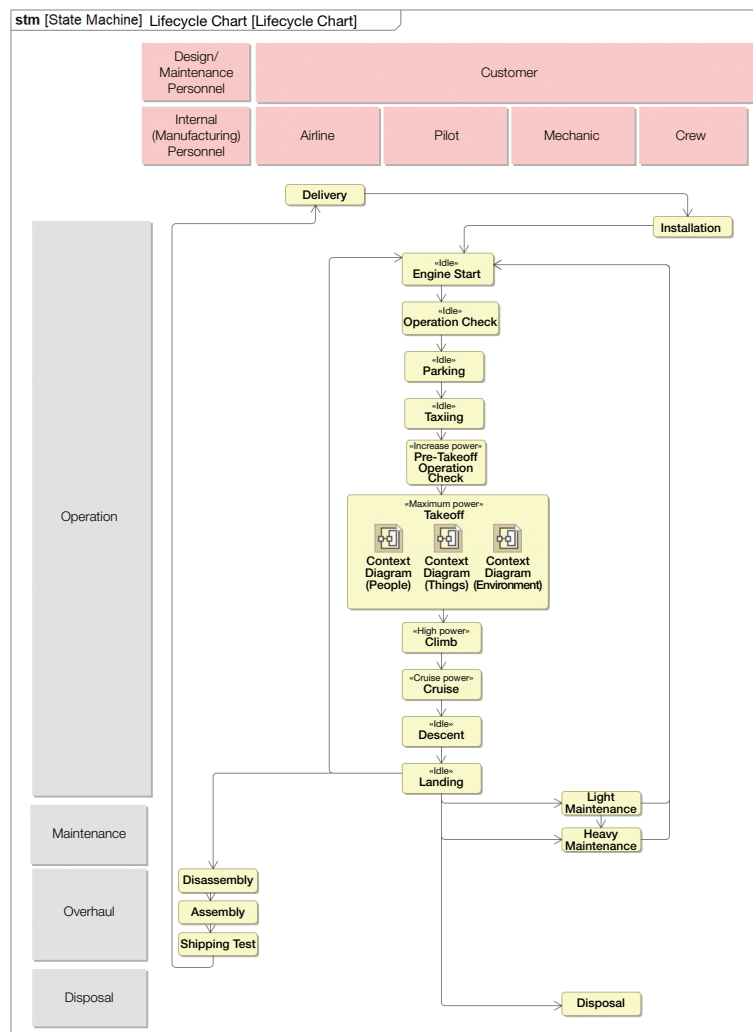 stm [State Machine] Lifecycle Chart [Lifecycle Chart]
Design/
Maintenance
Personnel
Customer
Internal
(Manufacturing)
Personnel
Airline
Pilot
Mechanic
Crew
Delivery
Installation
«Idle»
Engine Start
«Idle»
Operation Check
«Idle»
Parking
«Idle»
Taxiing
«Increase power»
Pre-Takeoff
Operation
Check
Operation
«Maximum power»
Takeoff
Context
Diagram
(People)
Context
Diagram
(Things)
Context
Diagram
(Environment)
«High power»
Climb
«Cruise power»
Cruise
«Idle»
Descent
«Idle»
Landing
Light
Maintenance
Maintenance
Heavy
Maintenance
Disassembly
Overhaul
Assembly
Shipping Test
Disposal
Disposal